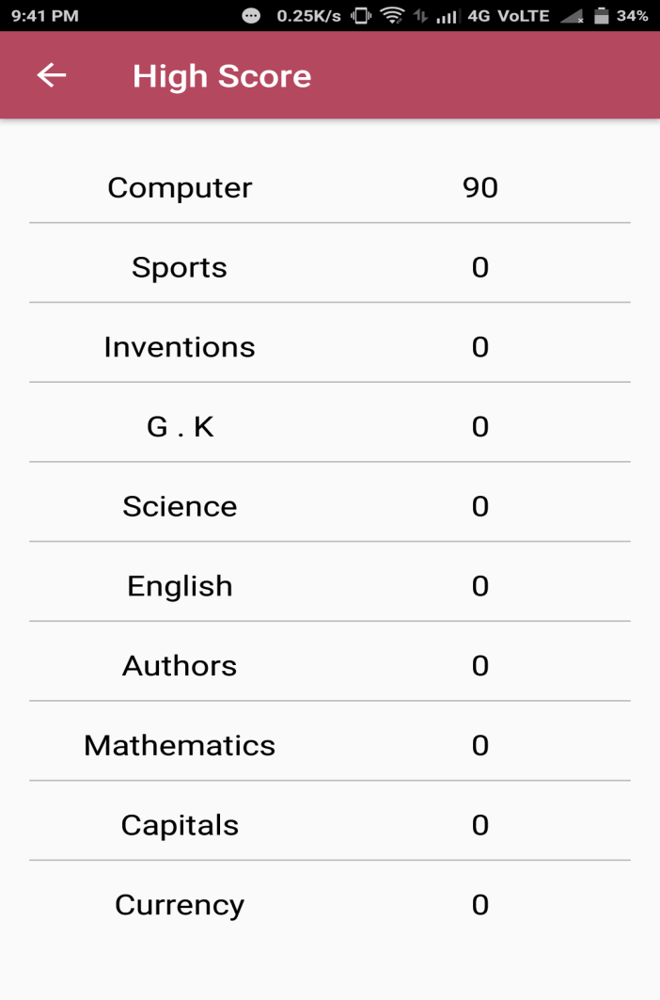 9:41 PM 0.25K/s 4G VoLTE 34%
High Score
Computer 90
Sports 0
Inventions 0
G . K 0
Science 0
English 0
Authors 0
Mathematics 0
Capitals 0
Currency 0